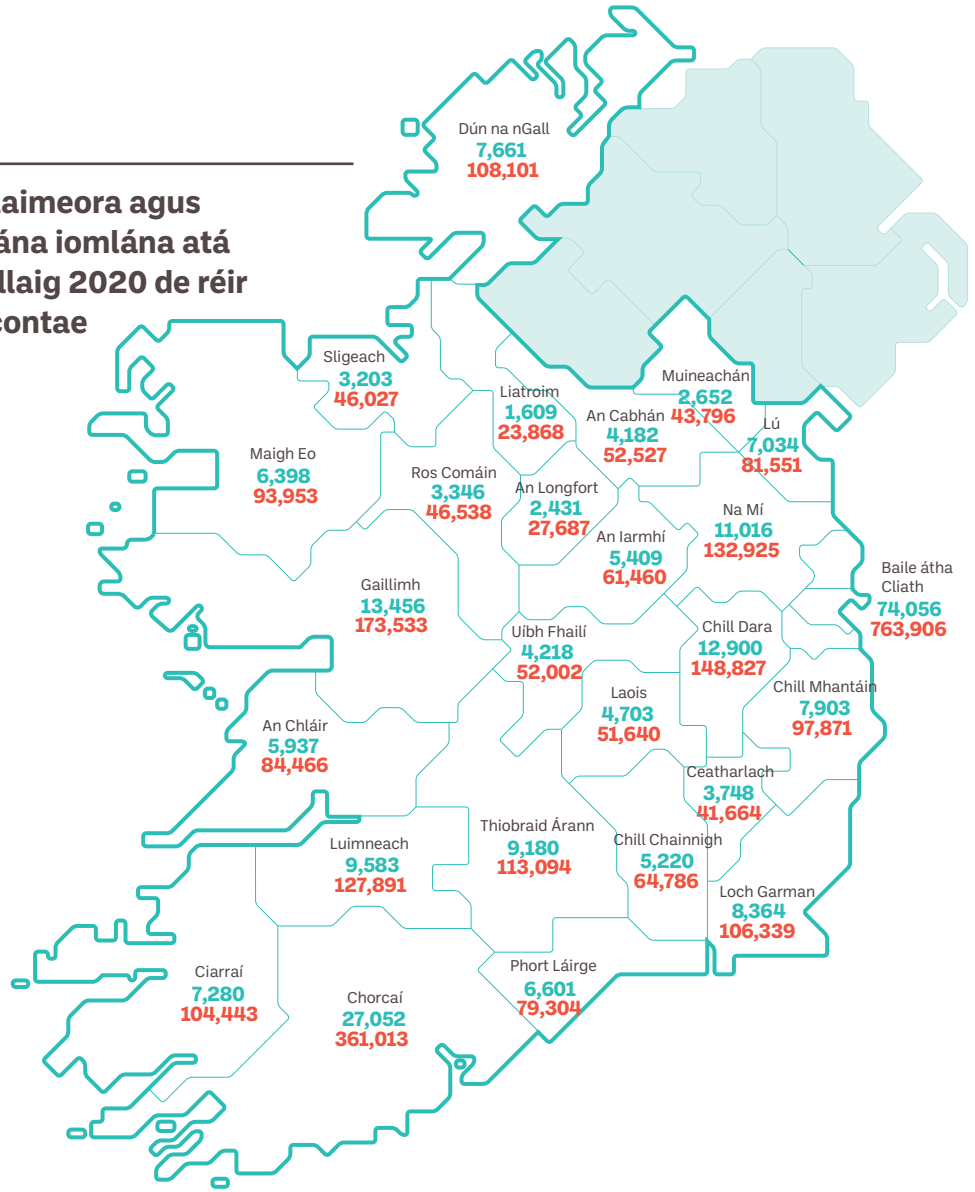 agus
iomlána atá
2020 de réir
contae
Dún na nGall
7,661
108,101
Sligeach
3,203
46,027
Liatroim
1,609
23,868
Muineachán
2,652
43,796
An Cabhán
4,182
52,527
Lú
7,034
81,551
Maigh Eo
6,398
93,953
Ros Comáin
3,346
46,538
An Longfort
2,431
27,687
Na Mí
11,016
132,925
An Iarmhí
5,409
61,460
Baile átha
Cliath
74,056
763,906
Gaillimh
13,456
173,533
Uíbh Fhailí
4,218
52,002
Chill Dara
12,900
148,827
Laois
4,703
51,640
Chill Mhantáin
7,903
97,871
An Chláir
5,937
84,466
Ceatharlach
3,748
41,664
Thiobraid Árann
9,180
113,094
Chill Chainnigh
5,220
64,786
Luimneach
9,583
127,891
Loch Garman
8,364
106,339
Ciarraí
7,280
104,443
Chorcaí
27,052
361,013
Phort Láirge
6,601
79,304